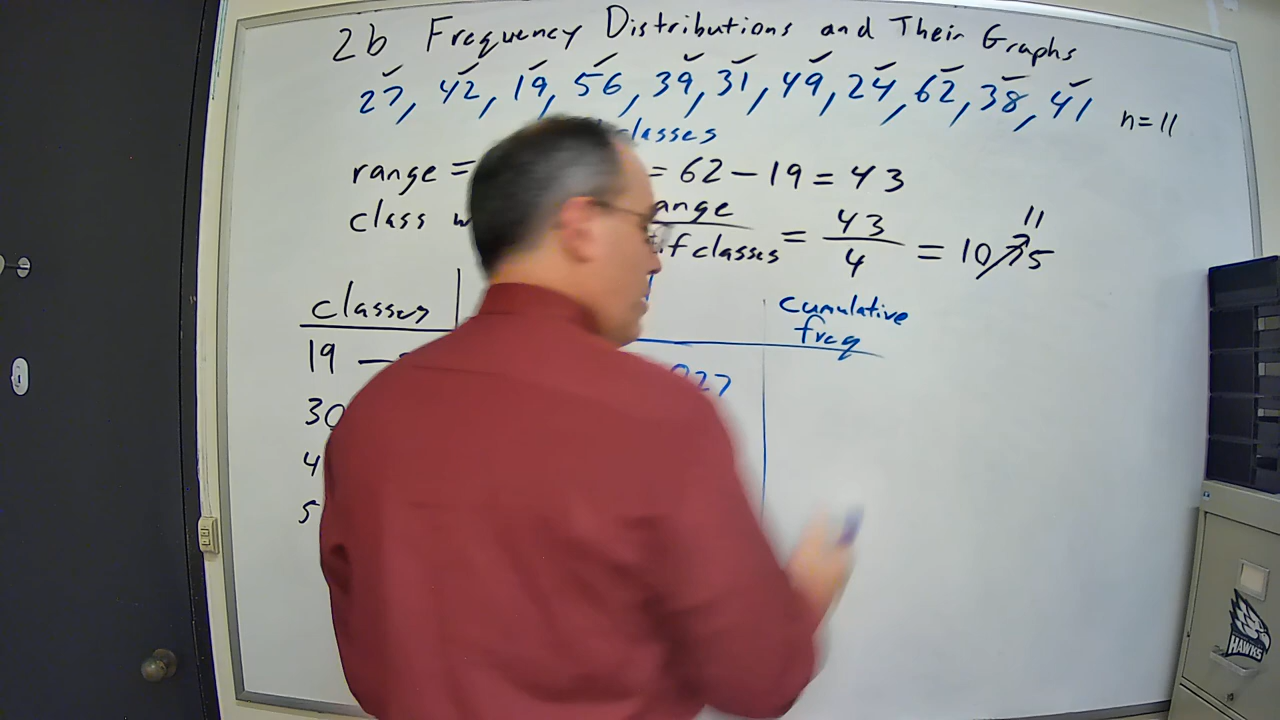 2b Frequency Distributions and Their Graphs
27, 42, 19, 56, 39, 31, 49, 24, 62, 38, 41 n=11
classes
range = = 62 - 19 = 43
class = 43/4 = 10.75 11
of classes
classes cumulative freq
19 —
30
4
5
HAWKS